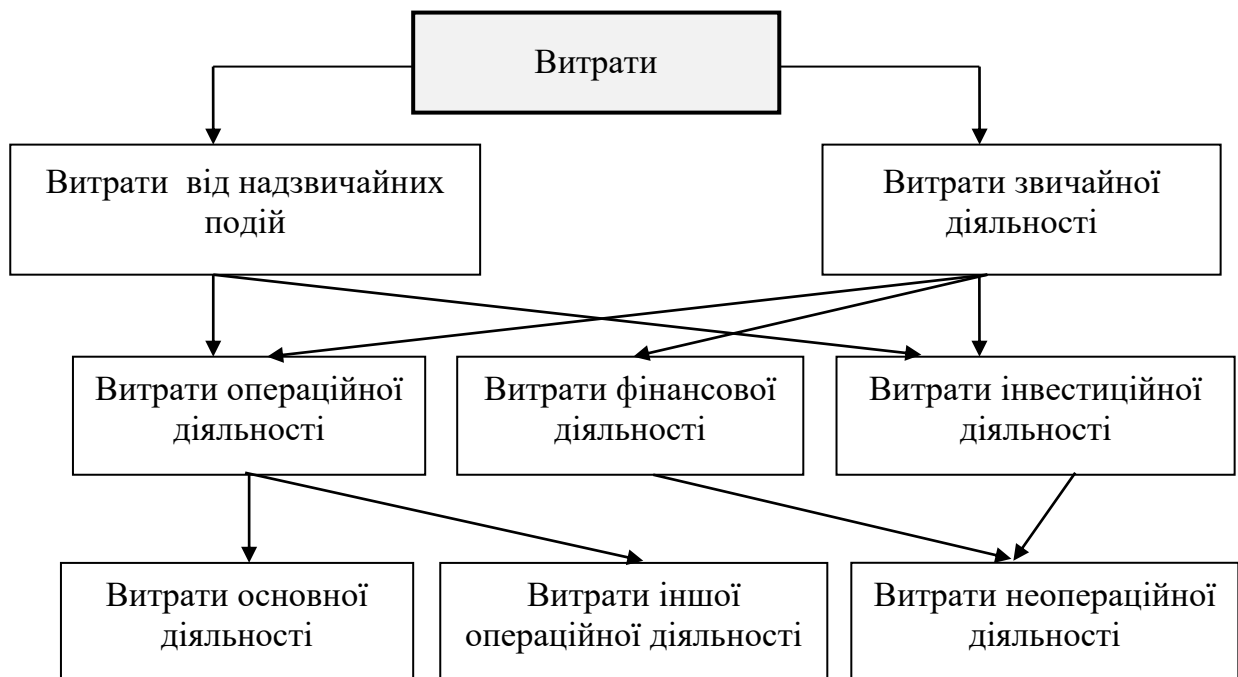 Витрати
Витрати від надзвичайних
подій
Витрати звичайної
діяльності
Витрати операційної
діяльності
Витрати фінансової
діяльності
Витрати інвестиційної
діяльності
Витрати основної
діяльності
Витрати іншої
операційної діяльності
Витрати неопераційної
діяльності